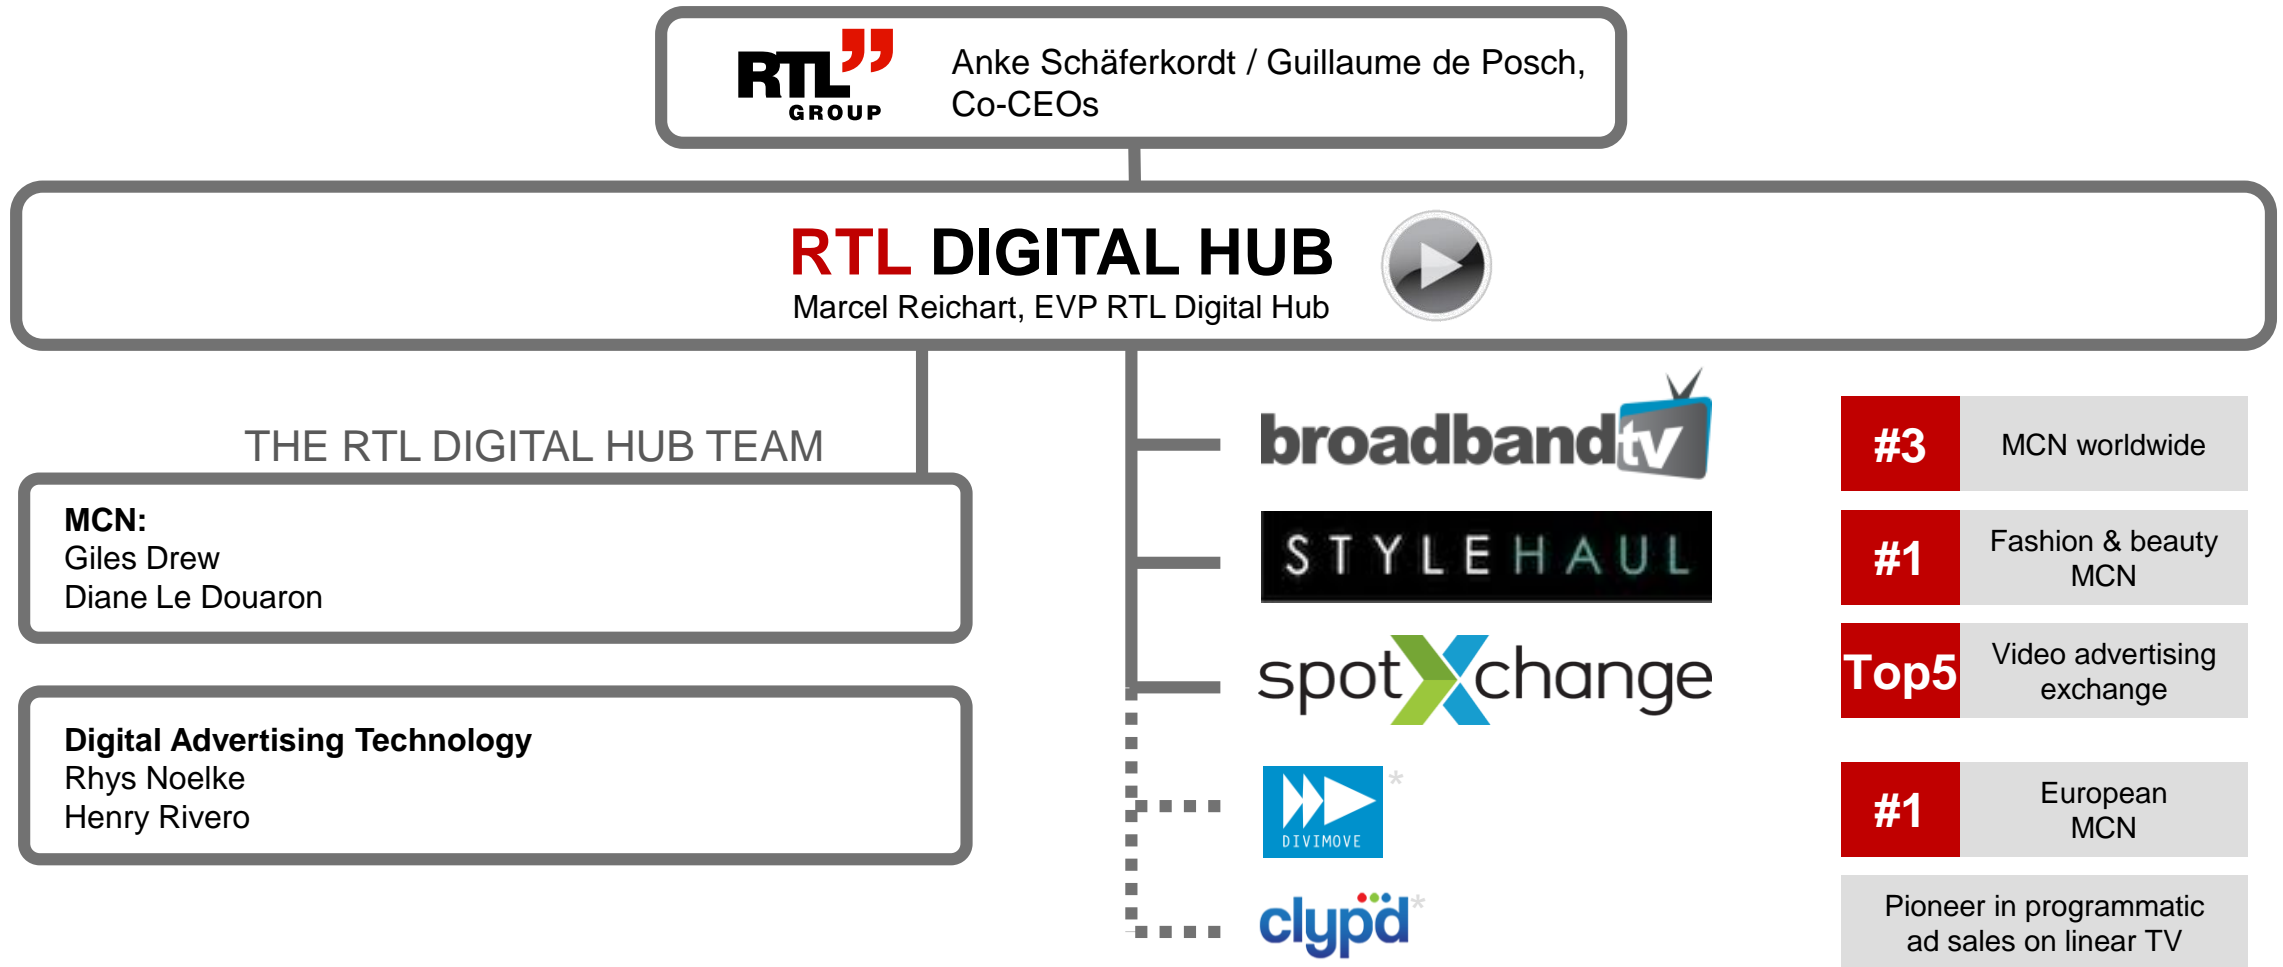 RTL
GROUP
Anke Schäferkordt / Guillaume de Posch,
Co-CEOs
RTL DIGITAL HUB
Marcel Reichart, EVP RTL Digital Hub
THE RTL DIGITAL HUB TEAM
MCN:
Giles Drew
Diane Le Douaron
Digital Advertising Technology
Rhys Noelke
Henry Rivero
broadbandtv
#3
MCN worldwide
STYLEHAUL
#1
Fashion & beauty
MCN
spotXchange
Top5
Video advertising
exchange
DIVIMOVE
*
#1
European
MCN
clypd*
Pioneer in programmatic
ad sales on linear TV